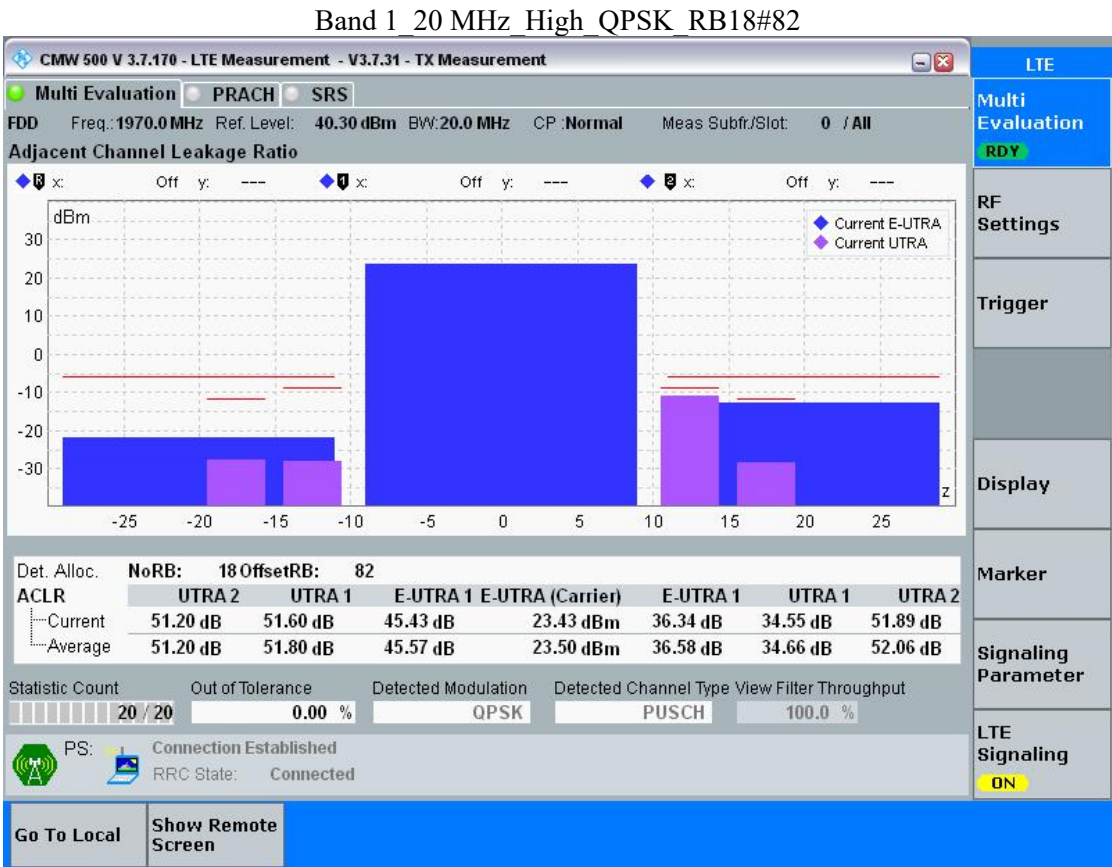 Band 1_20 MHz_High_QPSK_RB18#82
CMW 500 V 3.7.170 - LTE Measurement - V3.7.31 - TX Measurement
LTE
Multi Evaluation PRACH SRS
FDD Freq.: 1970.0 MHz Ref. Level: 40.30 dBm BW: 20.0 MHz CP : Normal Meas Subfr./Slot: 0 / All
Adjacent Channel Leakage Ratio
R x: Off y: --- 1 x: Off y: --- 2 x: Off y: ---
dBm
Current E-UTRA
Current UTRA
30
20
10
0
-10
-20
-30
z
-25 -20 -15 -10 -5 0 5 10 15 20 25
Det. Alloc. NoRB: 18 OffsetRB: 82
ACLR UTRA 2 UTRA 1 E-UTRA 1 E-UTRA (Carrier) E-UTRA 1 UTRA 1 UTRA 2
Current 51.20 dB 51.60 dB 45.43 dB 23.43 dBm 36.34 dB 34.55 dB 51.89 dB
Average 51.20 dB 51.80 dB 45.57 dB 23.50 dBm 36.58 dB 34.66 dB 52.06 dB
Statistic Count Out of Tolerance Detected Modulation Detected Channel Type View Filter Throughput
20 / 20 0.00 % QPSK PUSCH 100.0 %
PS: Connection Established
RRC State: Connected
Multi
Evaluation
RDY
RF
Settings
Trigger
Display
Marker
Signaling
Parameter
LTE
Signaling
ON
Go To Local
Show Remote
Screen